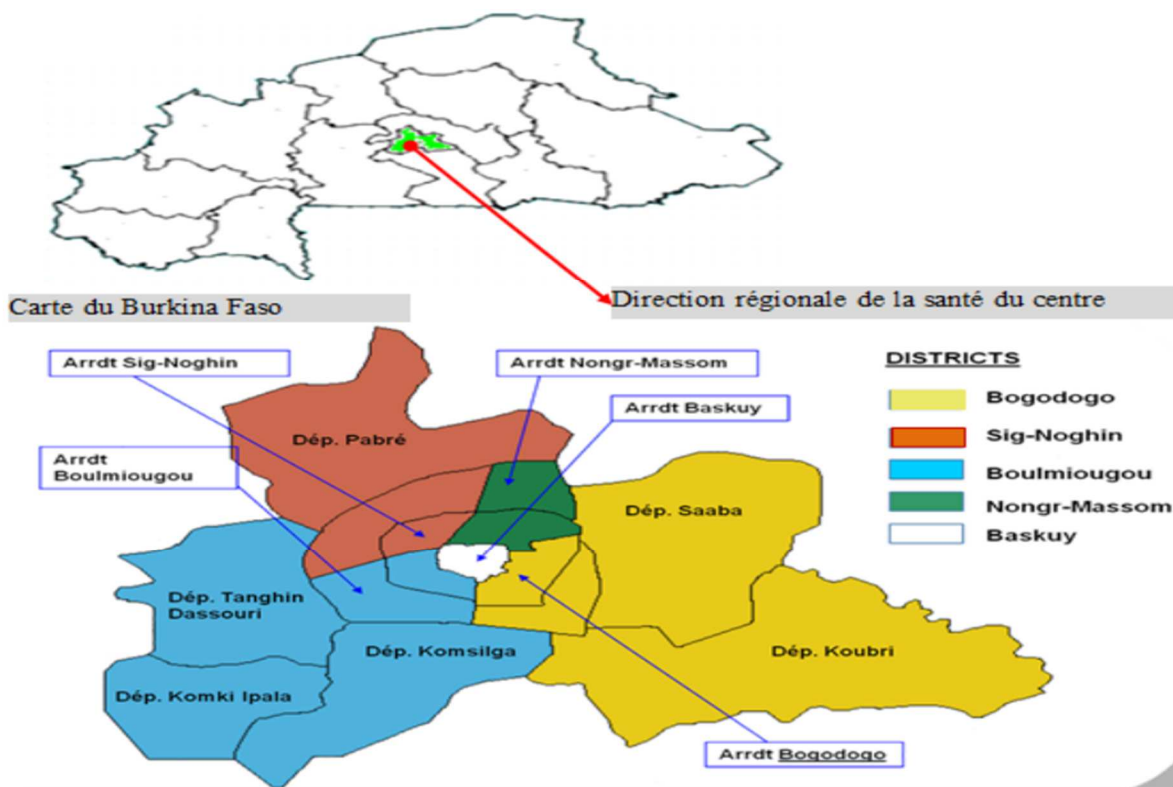 Carte du Burkina Faso
Direction régionale de la santé du centre
Arrdt Sig-Noghin
Arrdt Nongr-Massom
DISTRICTS
Arrdt Baskuy
Bogodogo
Dép. Pabré
Sig-Noghin
Arrdt
Boulmiougou
Boulmiougou
Nongr-Massom
Dép. Saaba
Baskuy
Dép. Tanghin
Dassouri
Dép. Komsilga
Dép. Koubri
Dép. Komki Ipala
Arrdt Bogodogo